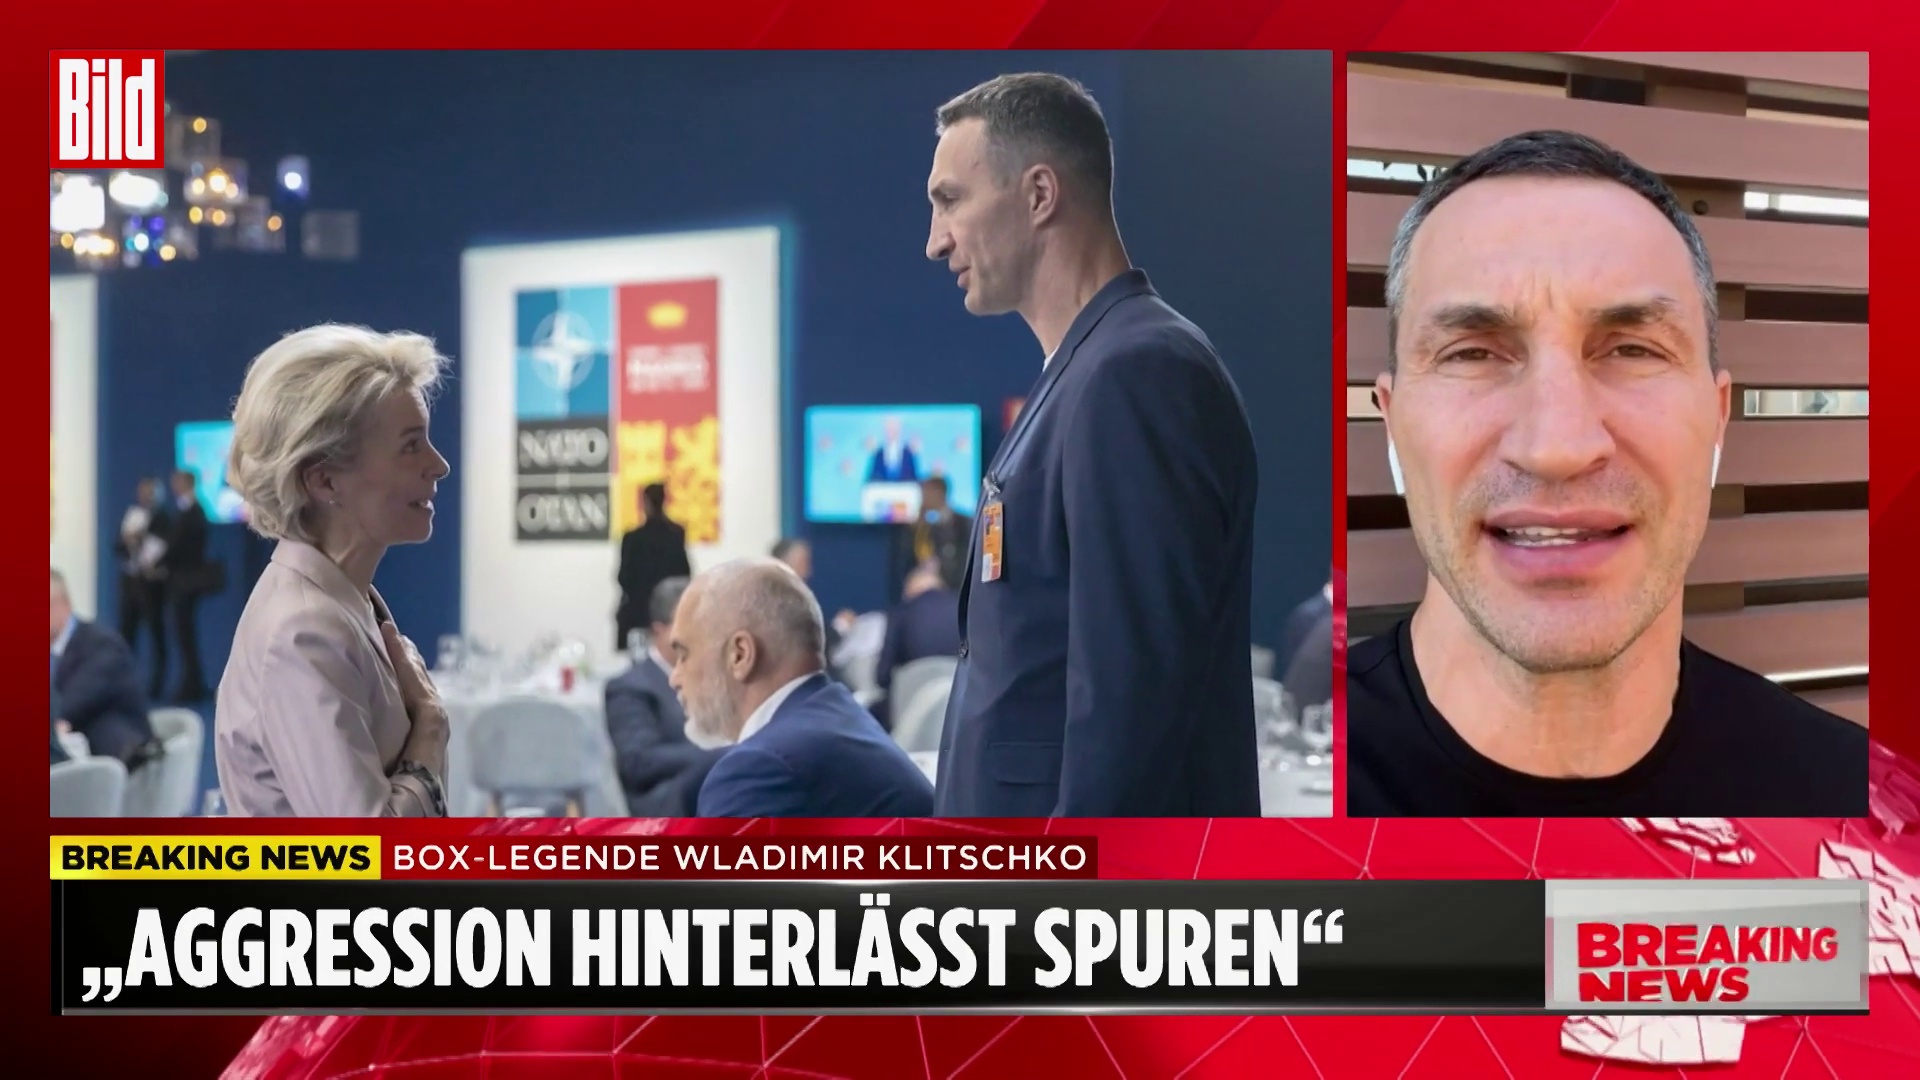 Bild
NATO
OTAN
BREAKING NEWS BOX-LEGENDE WLADIMIR KLITSCHKO
„AGGRESSION HINTERLÄSST SPUREN“
BREAKING
NEWS